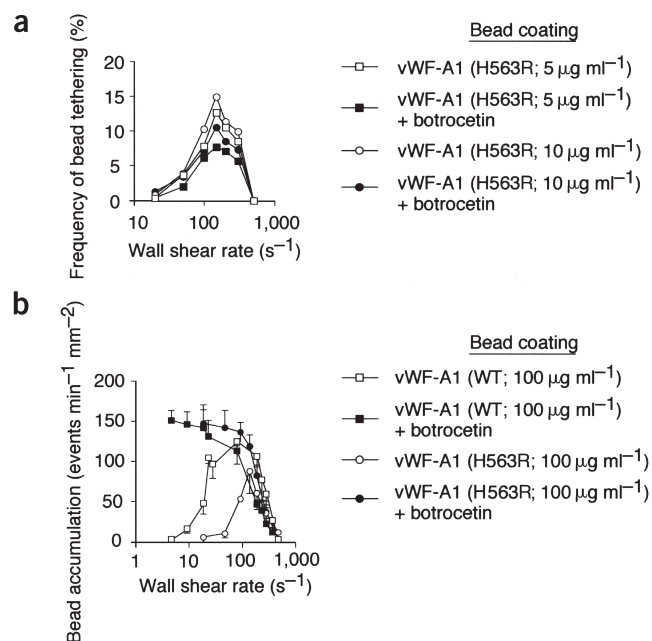 a
Frequency of bead tethering (%)
20
15
10
5
0
10
100
1,000
Wall shear rate (s⁻¹)
Bead coating
vWF-A1 (H563R; 5 μg ml⁻¹)
vWF-A1 (H563R; 5 μg ml⁻¹)
+ botrocetin
vWF-A1 (H563R; 10 μg ml⁻¹)
vWF-A1 (H563R; 10 μg ml⁻¹)
+ botrocetin
b
Bead accumulation (events min⁻¹ mm⁻²)
200
150
100
50
0
1
10
100
1,000
Wall shear rate (s⁻¹)
Bead coating
vWF-A1 (WT; 100 μg ml⁻¹)
vWF-A1 (WT; 100 μg ml⁻¹)
+ botrocetin
vWF-A1 (H563R; 100 μg ml⁻¹)
vWF-A1 (H563R; 100 μg ml⁻¹)
+ botrocetin